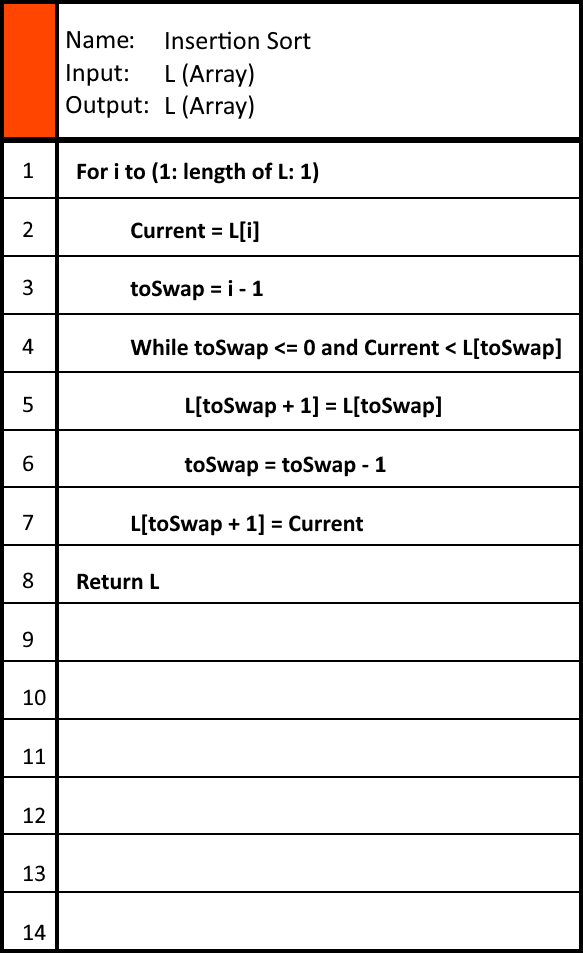 Name: Insertion Sort
Input: L (Array)
Output: L (Array)
1 For i to (1: length of L: 1)
2 Current = L[i]
3 toSwap = i - 1
4 While toSwap <= 0 and Current < L[toSwap]
5 L[toSwap + 1] = L[toSwap]
6 toSwap = toSwap - 1
7 L[toSwap + 1] = Current
8 Return L
9
10
11
12
13
14